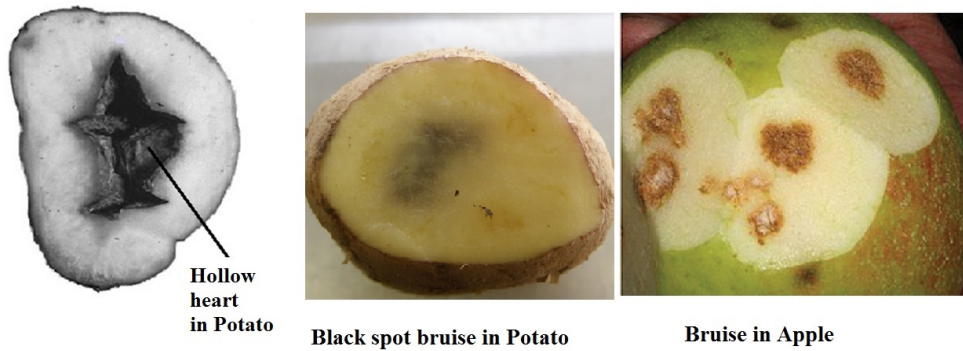 Hollow
heart
in Potato
Black spot bruise in Potato
Bruise in Apple